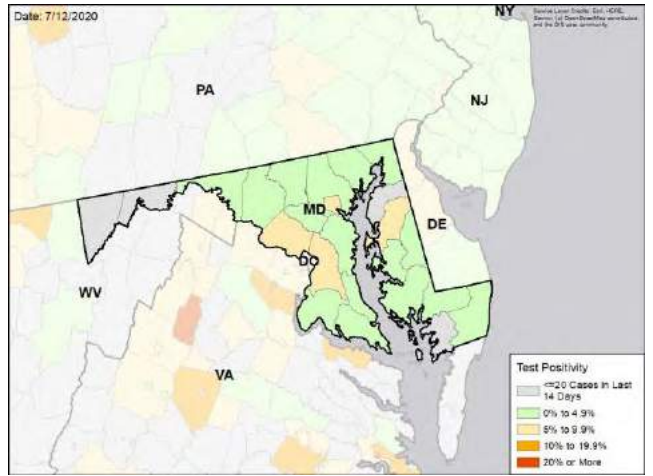 Date: 7/12/2020
NY
PA
NJ
MD
DE
DC
WV
VA
Test Positivity
<=20 Cases in Last
14 Days
0% to 4.9%
5% to 9.9%
10% to 19.9%
20% or More